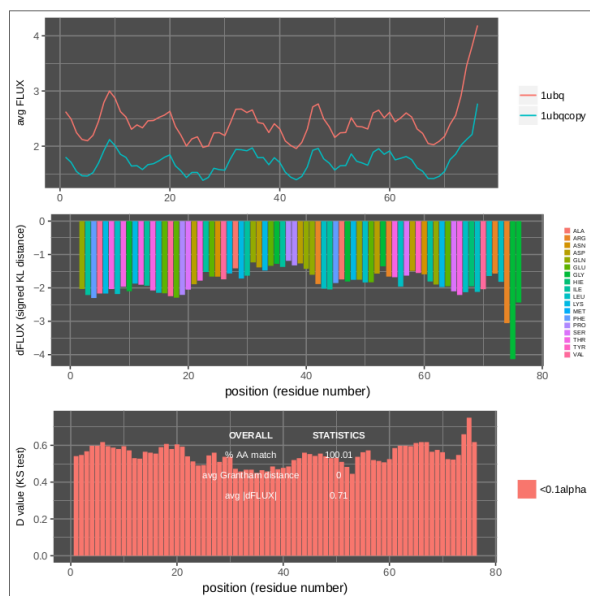 avg FLUX
4
3
2
0
20
40
60
1ubq
1ubqcopy
dFLUX (signed KL distance)
0
−1
−2
−3
−4
0
20
40
60
80
position (residue number)
ALA
ARG
ASN
ASP
GLN
GLU
GLY
HIE
ILE
LEU
LYS
MET
PHE
PRO
SER
THR
TYR
VAL
D value (KS test)
0.6
0.4
0.2
0.0
OVERALL STATISTICS
% AA match 100.01
avg Grantham distance 0
avg |dFLUX| 0.71
0
20
40
60
80
position (residue number)
<0.1alpha